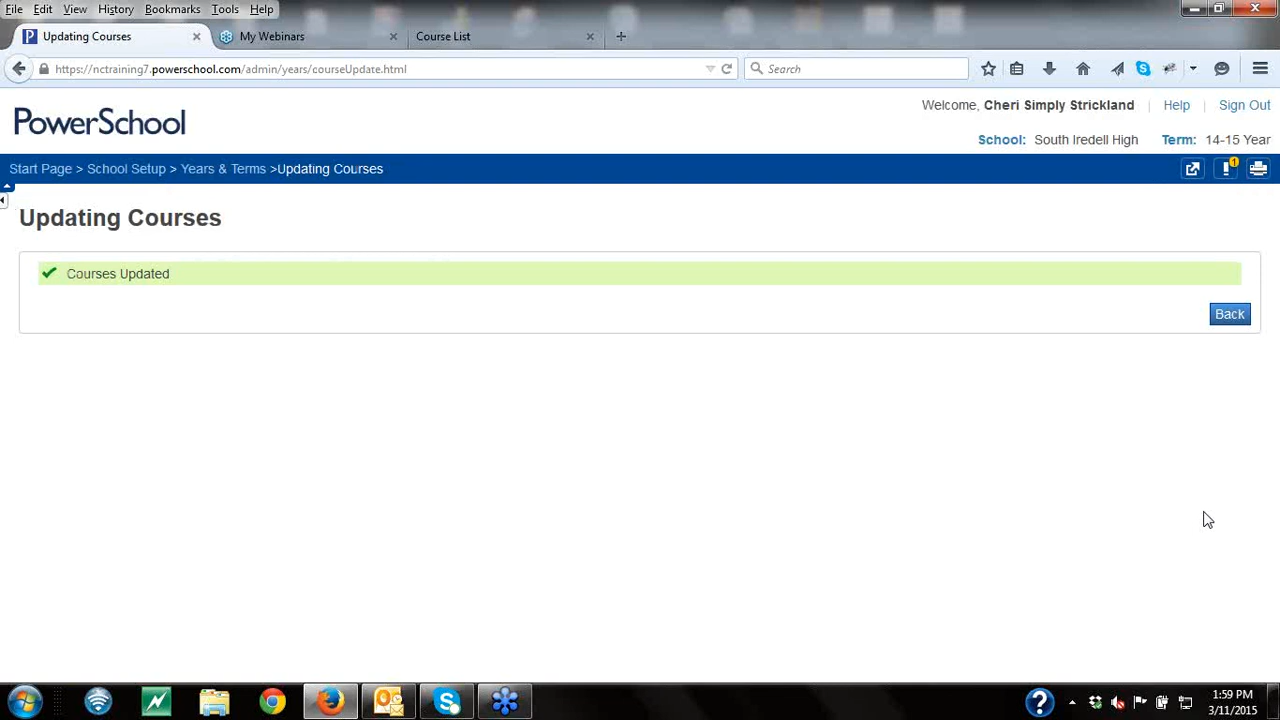 File Edit View History Bookmarks Tools Help
Updating Courses × My Webinars × Course List × +
https://nctraining7.powerschool.com/admin/years/courseUpdate.html Search
PowerSchool
Welcome, Cheri Simply Strickland Help Sign Out
School: South Iredell High Term: 14-15 Year
Start Page > School Setup > Years & Terms >Updating Courses
1
Updating Courses
Courses Updated
Back
1:59 PM
3/11/2015